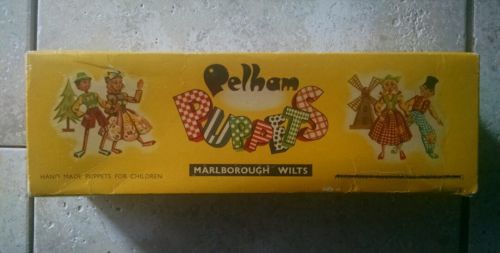 Pelham
PUPPETS
MARLBOROUGH WILTS
HAND MADE PUPPETS FOR CHILDREN